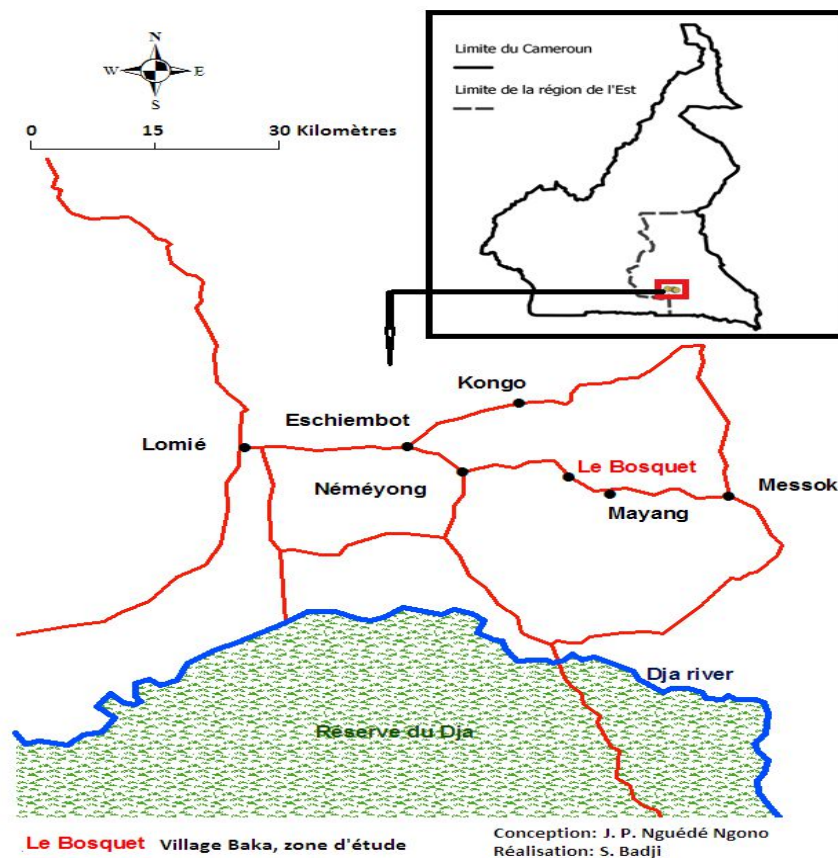 N
W E
S
0 15 30 Kilomètres
Limite du Cameroun
Limite de la région de l'Est
Kongo
Eschiembot
Lomié
Le Bosquet
Néméyong
Messok
Mayang
Dja river
Réserve du Dja
Le Bosquet Village Baka, zone d'étude
Conception: J. P. Nguédé Ngono
Réalisation: S. Badji